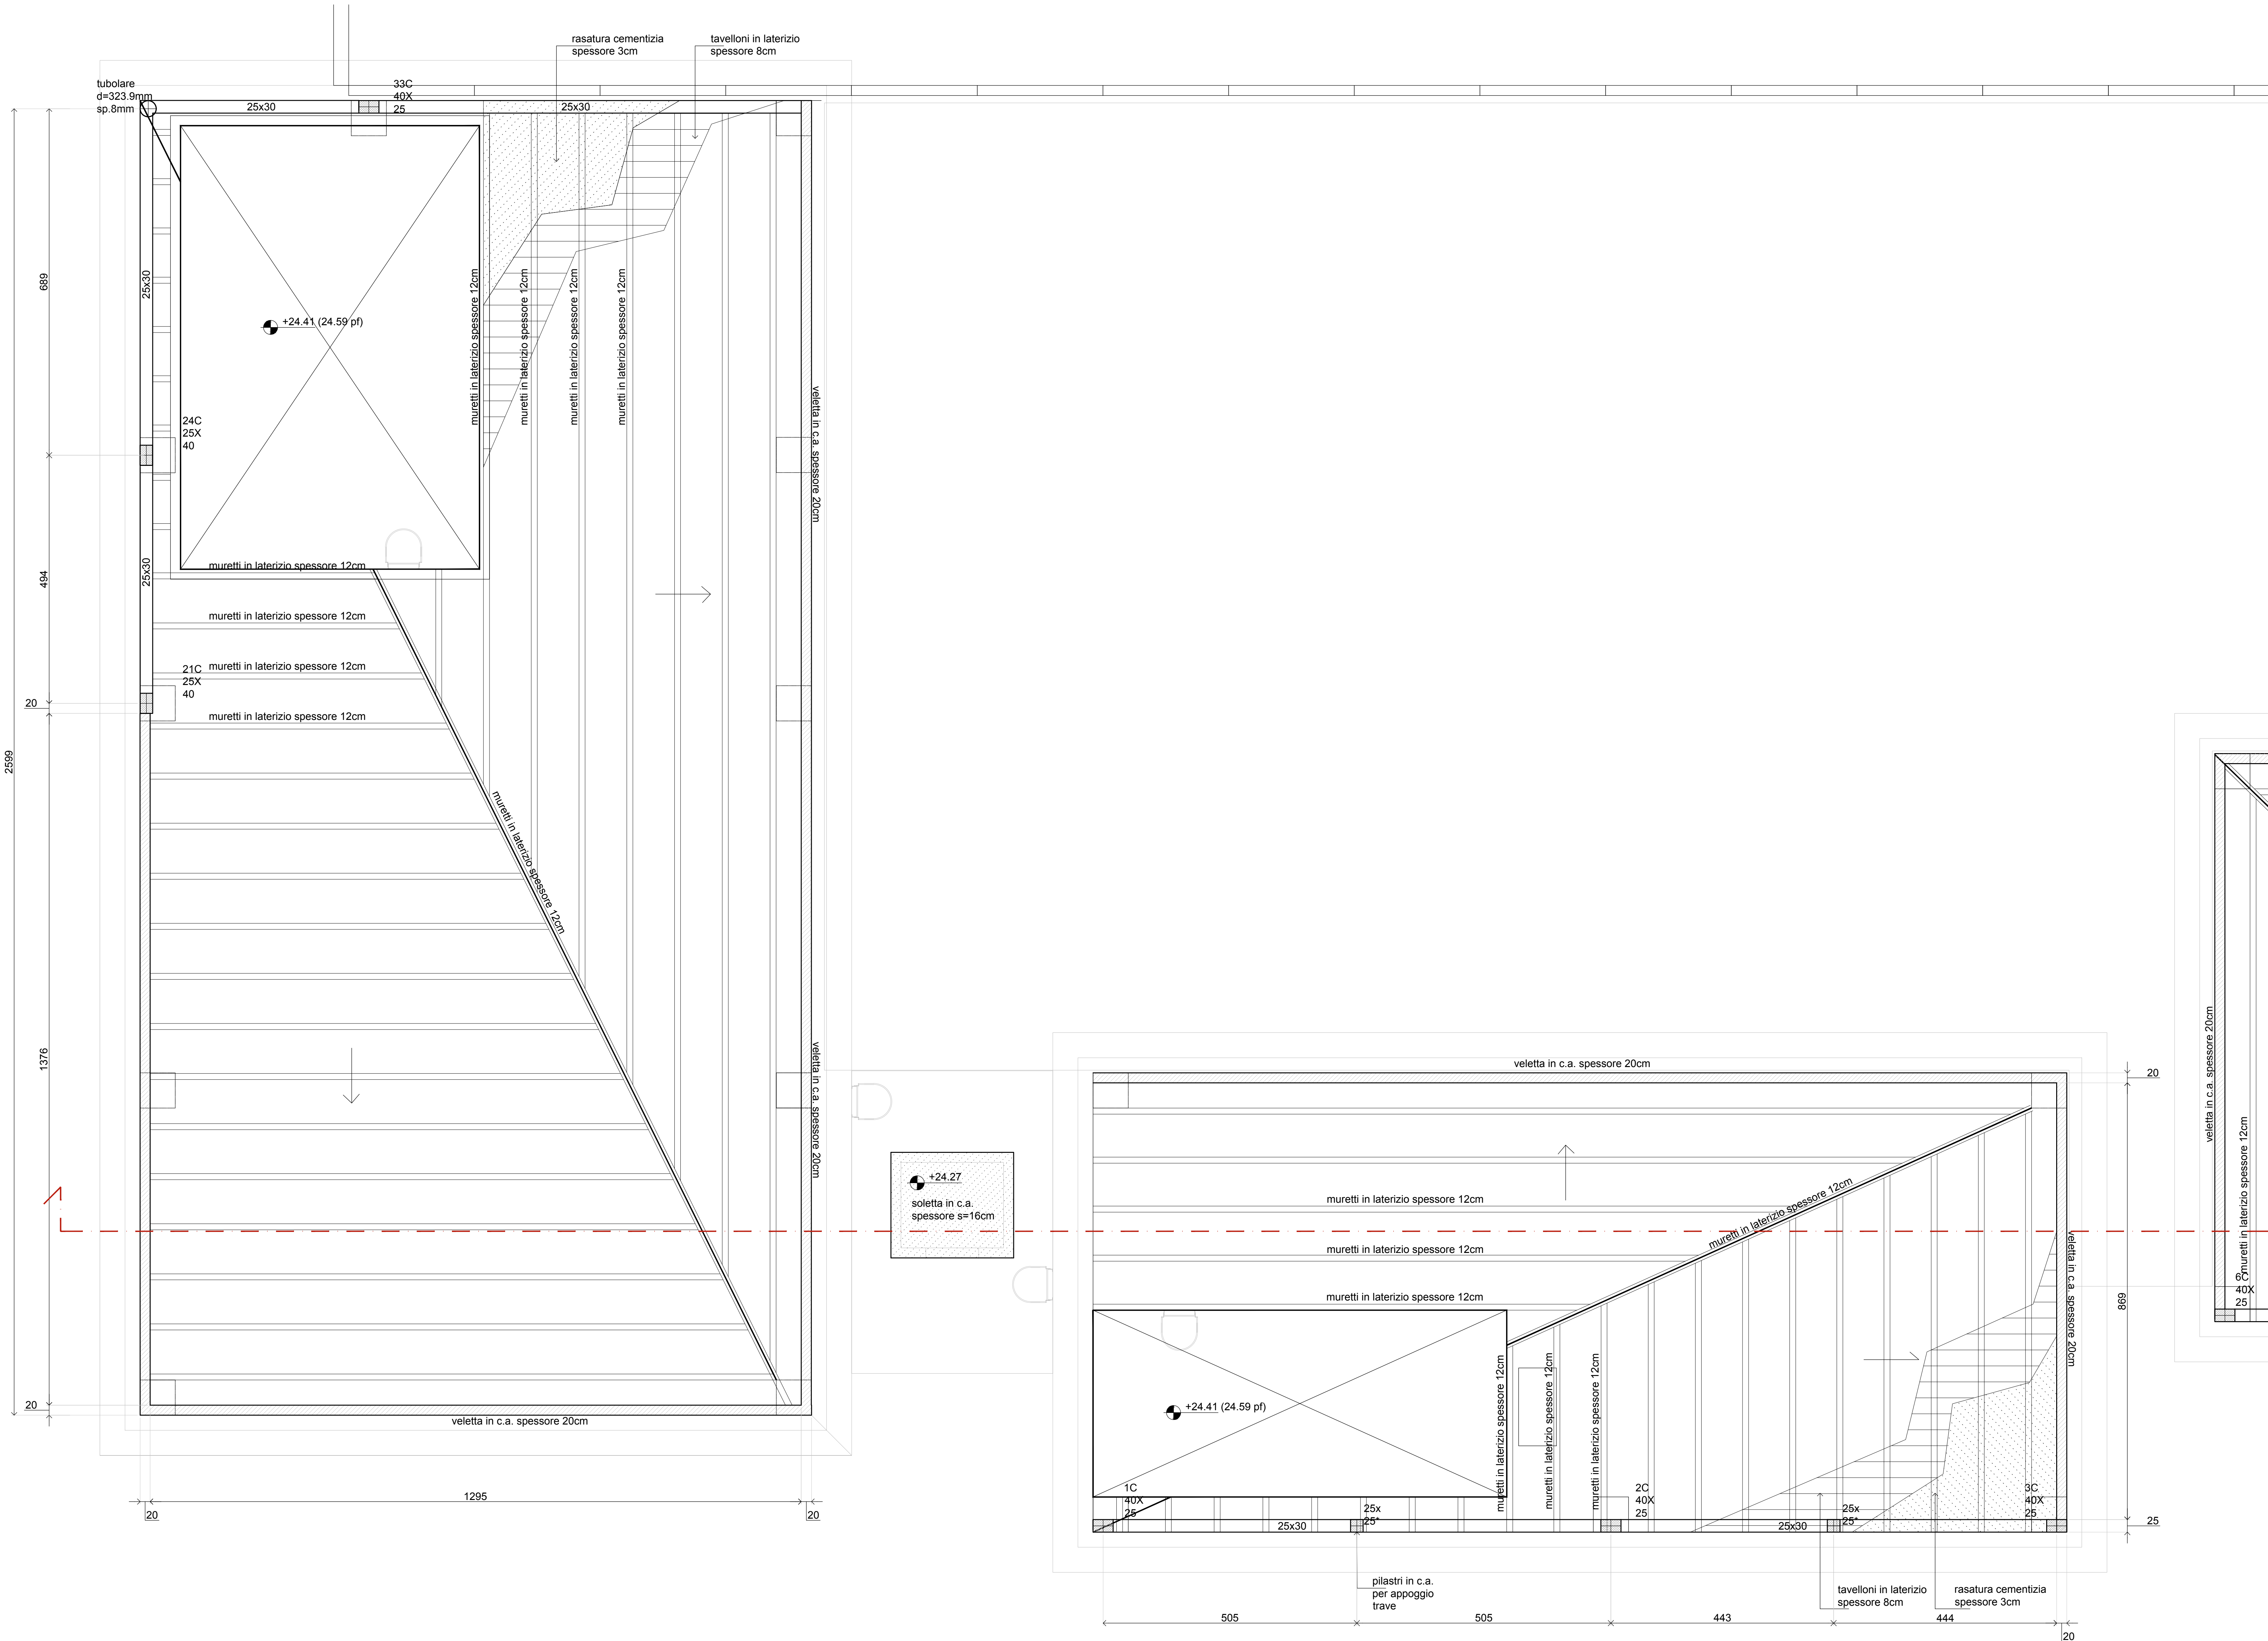 rasatura cementizia
spessore 3cm
tavelloni in laterizio
spessore 8cm
tubolare
d=323.9mm
sp.8mm
25x30
33C
40X
25
25x30
689
25x30
+24.41 (24.59 pf)
muretti in laterizio spessore 12cm
muretti in laterizio spessore 12cm
muretti in laterizio spessore 12cm
muretti in laterizio spessore 12cm
veletta in c.a. spessore 20cm
24C
25X
40
494
25x30
muretti in laterizio spessore 12cm
muretti in laterizio spessore 12cm
muretti in laterizio spessore 12cm
21C
25X
40
muretti in laterizio spessore 12cm
20
2599
muretti in laterizio spessore 12cm
1376
veletta in c.a. spessore 20cm
20
veletta in c.a. spessore 20cm
1295
20
20
+24.27
soletta in c.a.
spessore s=16cm
veletta in c.a. spessore 20cm
20
muretti in laterizio spessore 12cm
muretti in laterizio spessore 12cm
muretti in laterizio spessore 12cm
muretti in laterizio spessore 12cm
veletta in c.a. spessore 20cm
869
+24.41 (24.59 pf)
muretti in laterizio spessore 12cm
muretti in laterizio spessore 12cm
muretti in laterizio spessore 12cm
1C
40X
25
25x30
25x
25*
2C
40X
25
25x30
25x
25*
3C
40X
25
25
pilastri in c.a.
per appoggio
trave
tavelloni in laterizio
spessore 8cm
rasatura cementizia
spessore 3cm
505
505
443
444
20
veletta in c.a. spessore 20cm
muretti in laterizio spessore 12cm
6C
40X
25